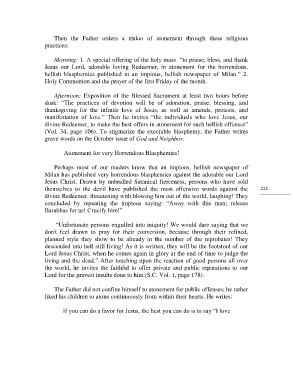 Then the Father orders a triduo of atonement through these religious
practices:
Morning: 1. A special offering of the holy mass "to praise, bless, and thank
Jesus our Lord, adorable loving Redeemer, in atonement for the horrendous,
hellish blasphemies published in an impious, hellish newspaper of Milan." 2.
Holy Communion and the prayer of the first Friday of the month.
Afternoon: Exposition of the Blessed Sacrament at least two hours before
dusk: "The practices of devotion will be of adoration, praise, blessing, and
thanksgiving for the infinite love of Jesus, as well as amends, protests, and
manifestation of love." Then he invites "the individuals who love Jesus, our
divine Redeemer, to make the best offers in atonement for such hellish offenses"
(Vol. 34, page 106). To stigmatize the execrable blasphemy, the Father writes
grave words on the October issue of God and Neighbor:
Atonement for very Horrendous Blasphemies!
Perhaps most of our readers know that an impious, hellish newspaper of
Milan has published very horrendous blasphemies against the adorable our Lord
Jesus Christ. Drawn by unbridled Satanical fierceness, persons who have sold
themselves to the devil have published the most offensive words against the
divine Redeemer, threatening to blowing him out of the world, laughing! They
concluded by repeating the impious saying: "Away with this man; release
Barabbas for us! Crucify him!"
232
"Unfortunate persons engulfed into iniquity! We would dare saying that we
don't feel drawn to pray for their conversion, because through their refined,
planned style they show to be already in the number of the reprobates! They
descended into hell still living! As it is written, they will be the footstool of our
Lord Jesus Christ, when he comes again in glory at the end of time to judge the
living and the dead." After touching upon the reaction of good persons all over
the world, he invites the faithful to offer private and public reparations to our
Lord for the gravest insults done to him (S.C. Vol. 1, page 178).
The Father did not confine himself to atonement for public offenses; he rather
liked his children to atone continuously from within their hearts. He writes:
If you can do a favor for Jesus, the best you can do is to say "I love